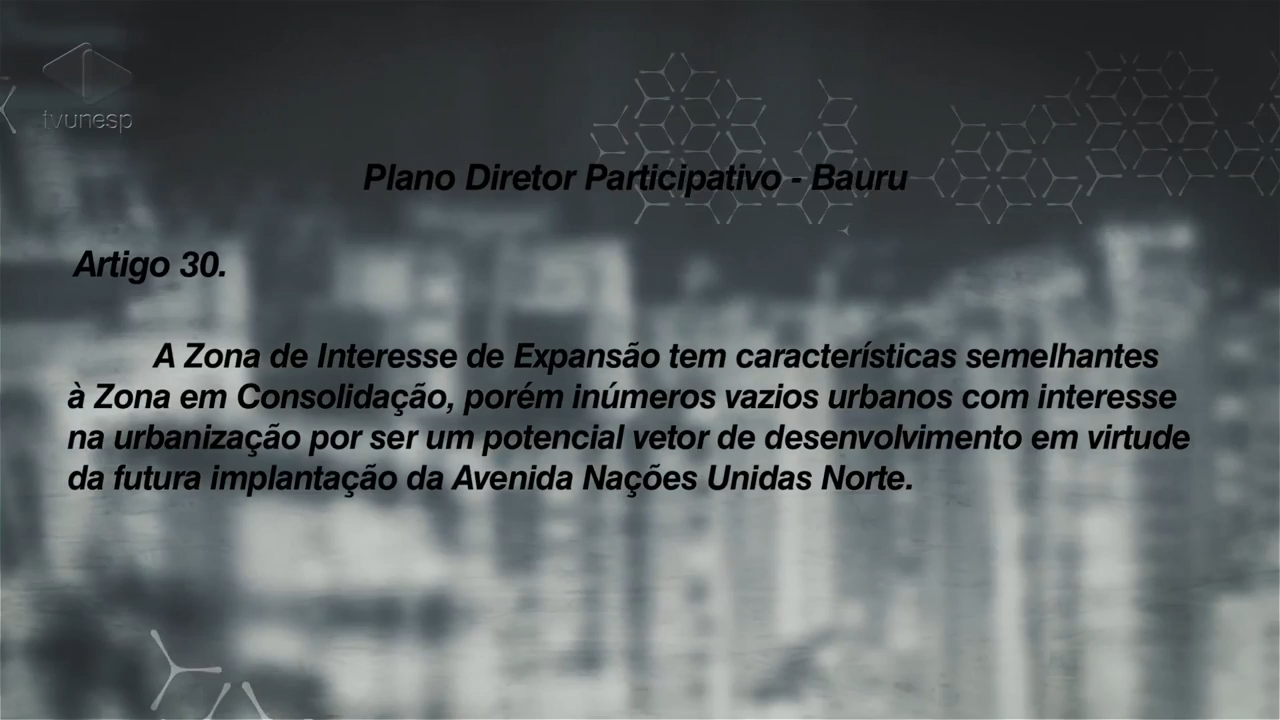 tvunesp
Plano Diretor Participativo - Bauru
Artigo 30.
A Zona de Interesse de Expansão tem características semelhantes
à Zona em Consolidação, porém inúmeros vazios urbanos com interesse
na urbanização por ser um potencial vetor de desenvolvimento em virtude
da futura implantação da Avenida Nações Unidas Norte.